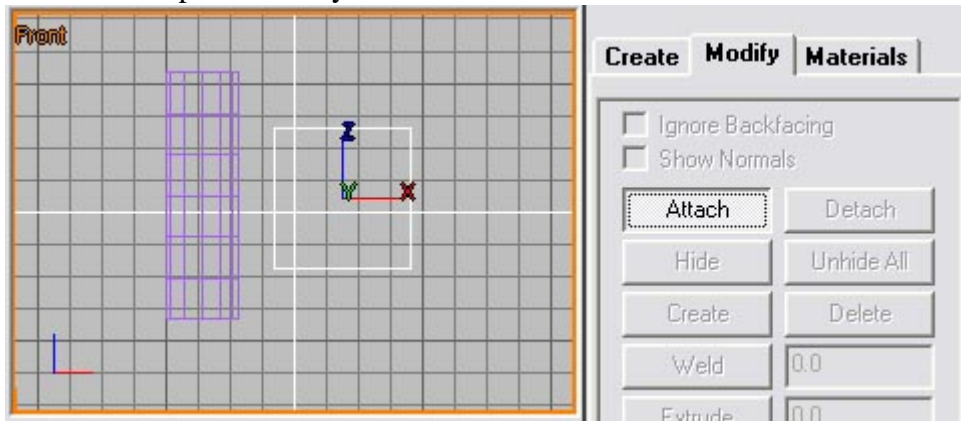 Front
Z
Y X
Create Modify Materials
Ignore Backfacing
Show Normals
Attach Detach
Hide Unhide All
Create Delete
Weld 0.0
Extrude 0.0